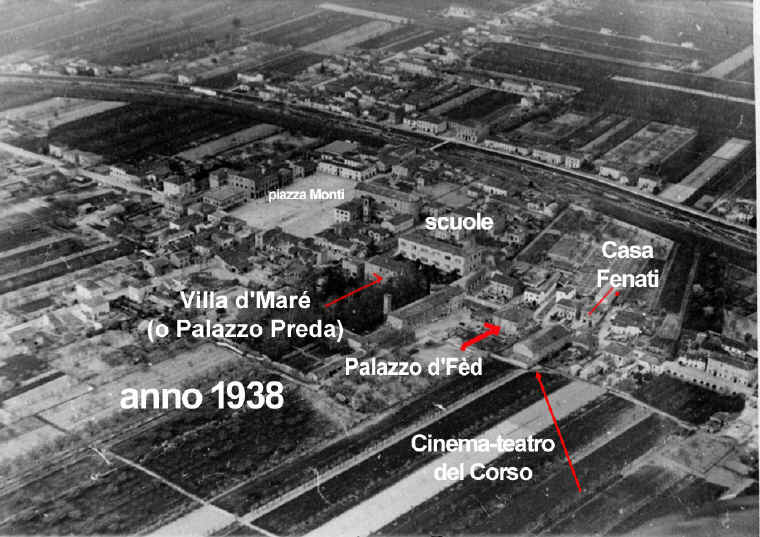 piazza Monti
scuole
Casa
Fenati
Villa d'Maré
(o Palazzo Preda)
Palazzo d'Fèd
anno 1938
Cinema-teatro
del Corso